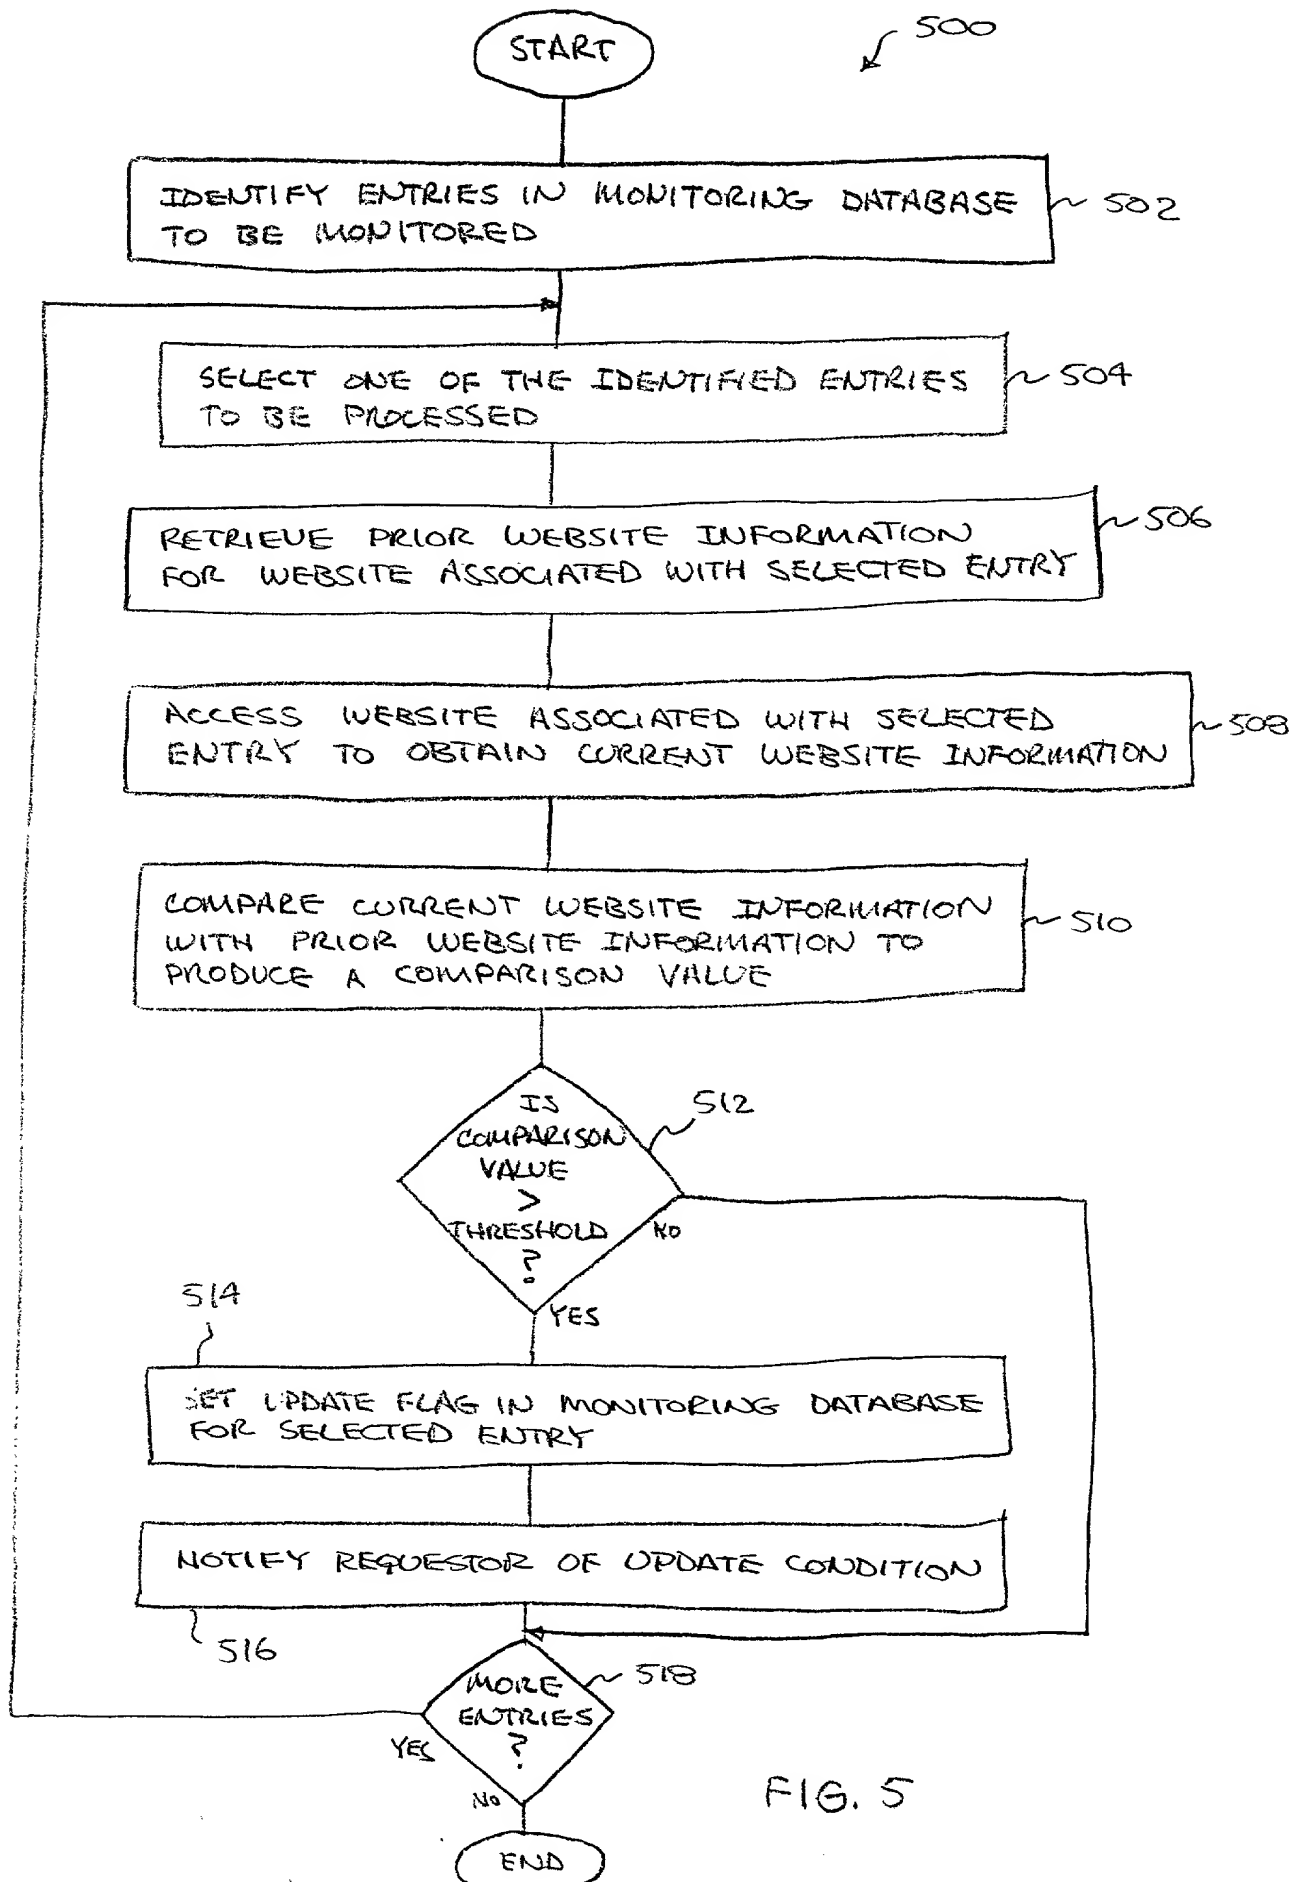 START
500
IDENTIFY ENTRIES IN MONITORING DATABASE
TO BE MONITORED
502
SELECT ONE OF THE IDENTIFIED ENTRIES
TO BE PROCESSED
504
RETRIEVE PRIOR WEBSITE INFORMATION
FOR WEBSITE ASSOCIATED WITH SELECTED ENTRY
506
ACCESS WEBSITE ASSOCIATED WITH SELECTED
ENTRY TO OBTAIN CURRENT WEBSITE INFORMATION
508
COMPARE CURRENT WEBSITE INFORMATION
WITH PRIOR WEBSITE INFORMATION TO
PRODUCE A COMPARISON VALUE
510
IS
COMPARISON
VALUE
>
THRESHOLD
?
512
NO
YES
514
SET UPDATE FLAG IN MONITORING DATABASE
FOR SELECTED ENTRY
NOTIFY REQUESTOR OF UPDATE CONDITION
516
MORE
ENTRIES
?
518
YES
NO
FIG. 5
END